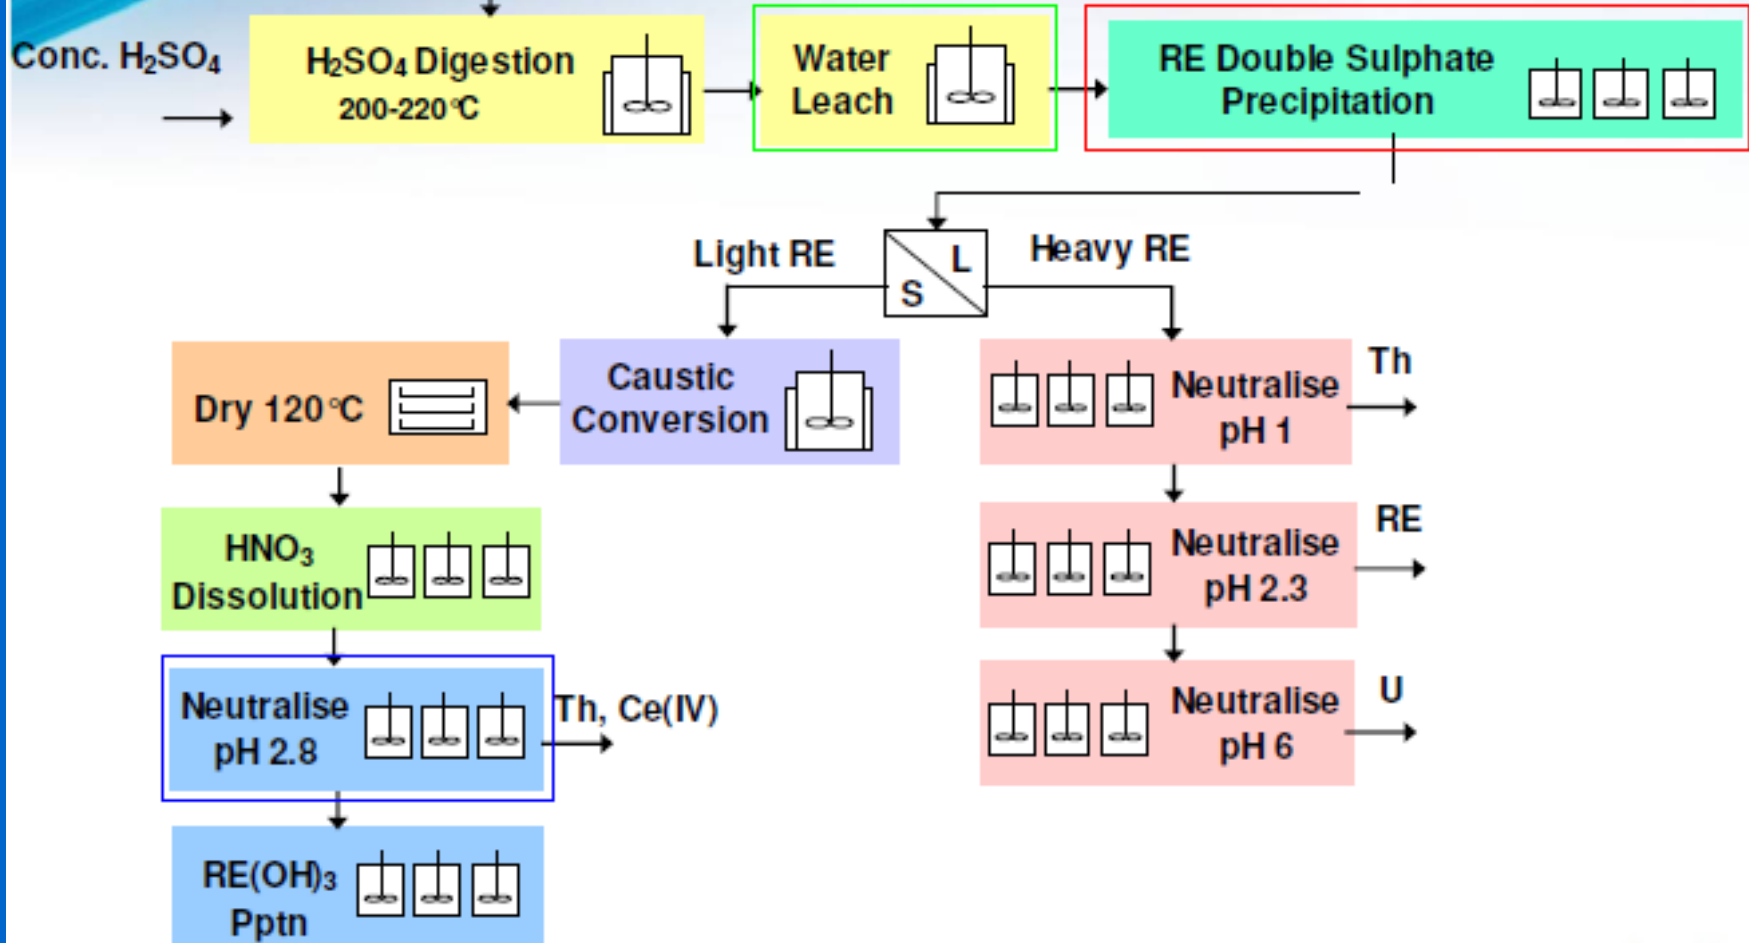 Conc. H₂SO₄
H₂SO₄ Digestion
200-220°C
Water
Leach
RE Double Sulphate
Precipitation
Light RE
S
L
Heavy RE
Dry 120°C
Caustic
Conversion
Neutralise
pH 1
Th
HNO₃
Dissolution
Neutralise
pH 2.3
RE
Neutralise
pH 2.8
Th, Ce(IV)
Neutralise
pH 6
U
RE(OH)₃
Pptn